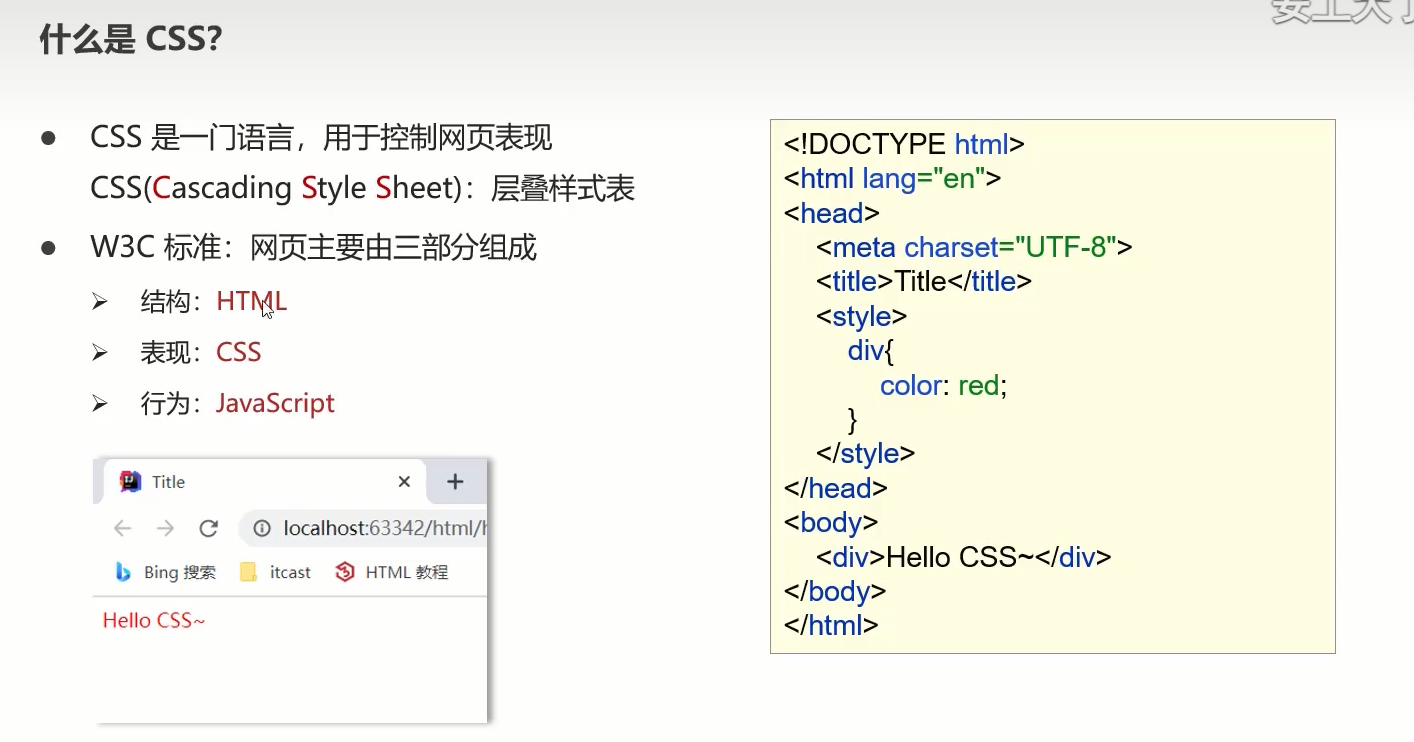 什么是 CSS?
● CSS 是一门语言，用于控制网页表现
CSS(Cascading Style Sheet)：层叠样式表
● W3C 标准：网页主要由三部分组成
➢ 结构：HTML
➢ 表现：CSS
➢ 行为：JavaScript
Title
localhost:63342/html/
Bing 搜索 itcast HTML 教程
Hello CSS~
<!DOCTYPE html>
<html lang="en">
<head>
    <meta charset="UTF-8">
    <title>Title</title>
    <style>
        div{
            color: red;
        }
    </style>
</head>
<body>
    <div>Hello CSS~</div>
</body>
</html>